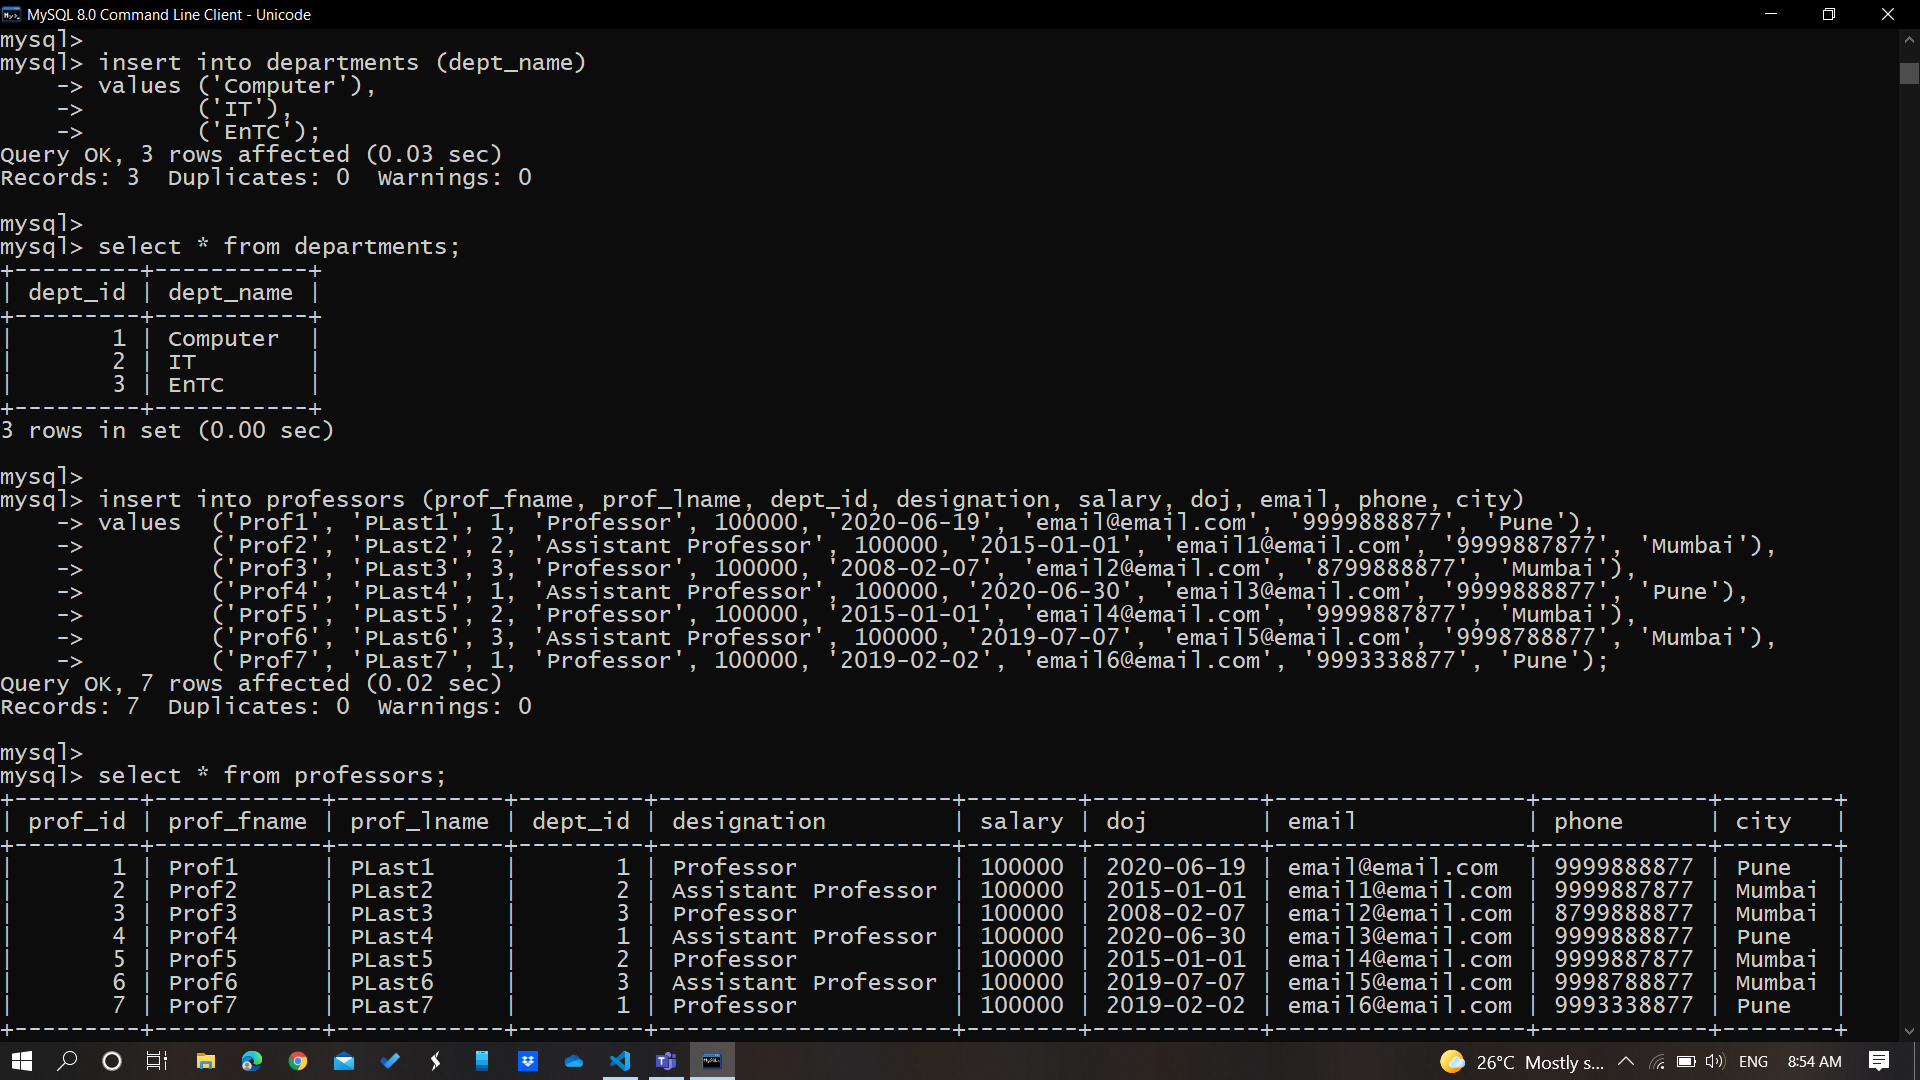 MySQL 8.0 Command Line Client - Unicode
mysql>
mysql> insert into departments (dept_name)
    -> values ('Computer'),
    ->        ('IT'),
    ->        ('EnTC');
Query OK, 3 rows affected (0.03 sec)
Records: 3  Duplicates: 0  Warnings: 0

mysql>
mysql> select * from departments;
+---------+-----------+
| dept_id | dept_name |
+---------+-----------+
|       1 | Computer  |
|       2 | IT        |
|       3 | EnTC      |
+---------+-----------+
3 rows in set (0.00 sec)

mysql>
mysql> insert into professors (prof_fname, prof_lname, dept_id, designation, salary, doj, email, phone, city)
    -> values  ('Prof1', 'PLast1', 1, 'Professor', 100000, '2020-06-19', 'email@email.com', '9999888877', 'Pune'),
    ->         ('Prof2', 'PLast2', 2, 'Assistant Professor', 100000, '2015-01-01', 'email1@email.com', '9999887877', 'Mumbai'),
    ->         ('Prof3', 'PLast3', 3, 'Professor', 100000, '2008-02-07', 'email2@email.com', '8799888877', 'Mumbai'),
    ->         ('Prof4', 'PLast4', 1, 'Assistant Professor', 100000, '2020-06-30', 'email3@email.com', '9999888877', 'Pune'),
    ->         ('Prof5', 'PLast5', 2, 'Professor', 100000, '2015-01-01', 'email4@email.com', '9999887877', 'Mumbai'),
    ->         ('Prof6', 'PLast6', 3, 'Assistant Professor', 100000, '2019-07-07', 'email5@email.com', '9998788877', 'Mumbai'),
    ->         ('Prof7', 'PLast7', 1, 'Professor', 100000, '2019-02-02', 'email6@email.com', '9993338877', 'Pune');
Query OK, 7 rows affected (0.02 sec)
Records: 7  Duplicates: 0  Warnings: 0

mysql>
mysql> select * from professors;
+---------+------------+------------+---------+---------------------+--------+------------+------------------+------------+--------+
| prof_id | prof_fname | prof_lname | dept_id | designation         | salary | doj        | email            | phone      | city   |
+---------+------------+------------+---------+---------------------+--------+------------+------------------+------------+--------+
|       1 | Prof1      | PLast1     |       1 | Professor           | 100000 | 2020-06-19 | email@email.com  | 9999888877 | Pune   |
|       2 | Prof2      | PLast2     |       2 | Assistant Professor | 100000 | 2015-01-01 | email1@email.com | 9999887877 | Mumbai |
|       3 | Prof3      | PLast3     |       3 | Professor           | 100000 | 2008-02-07 | email2@email.com | 8799888877 | Mumbai |
|       4 | Prof4      | PLast4     |       1 | Assistant Professor | 100000 | 2020-06-30 | email3@email.com | 9999888877 | Pune   |
|       5 | Prof5      | PLast5     |       2 | Professor           | 100000 | 2015-01-01 | email4@email.com | 9999887877 | Mumbai |
|       6 | Prof6      | PLast6     |       3 | Assistant Professor | 100000 | 2019-07-07 | email5@email.com | 9998788877 | Mumbai |
|       7 | Prof7      | PLast7     |       1 | Professor           | 100000 | 2019-02-02 | email6@email.com | 9993338877 | Pune   |
+---------+------------+------------+---------+---------------------+--------+------------+------------------+------------+--------+
26°C Mostly s... ENG 8:54 AM